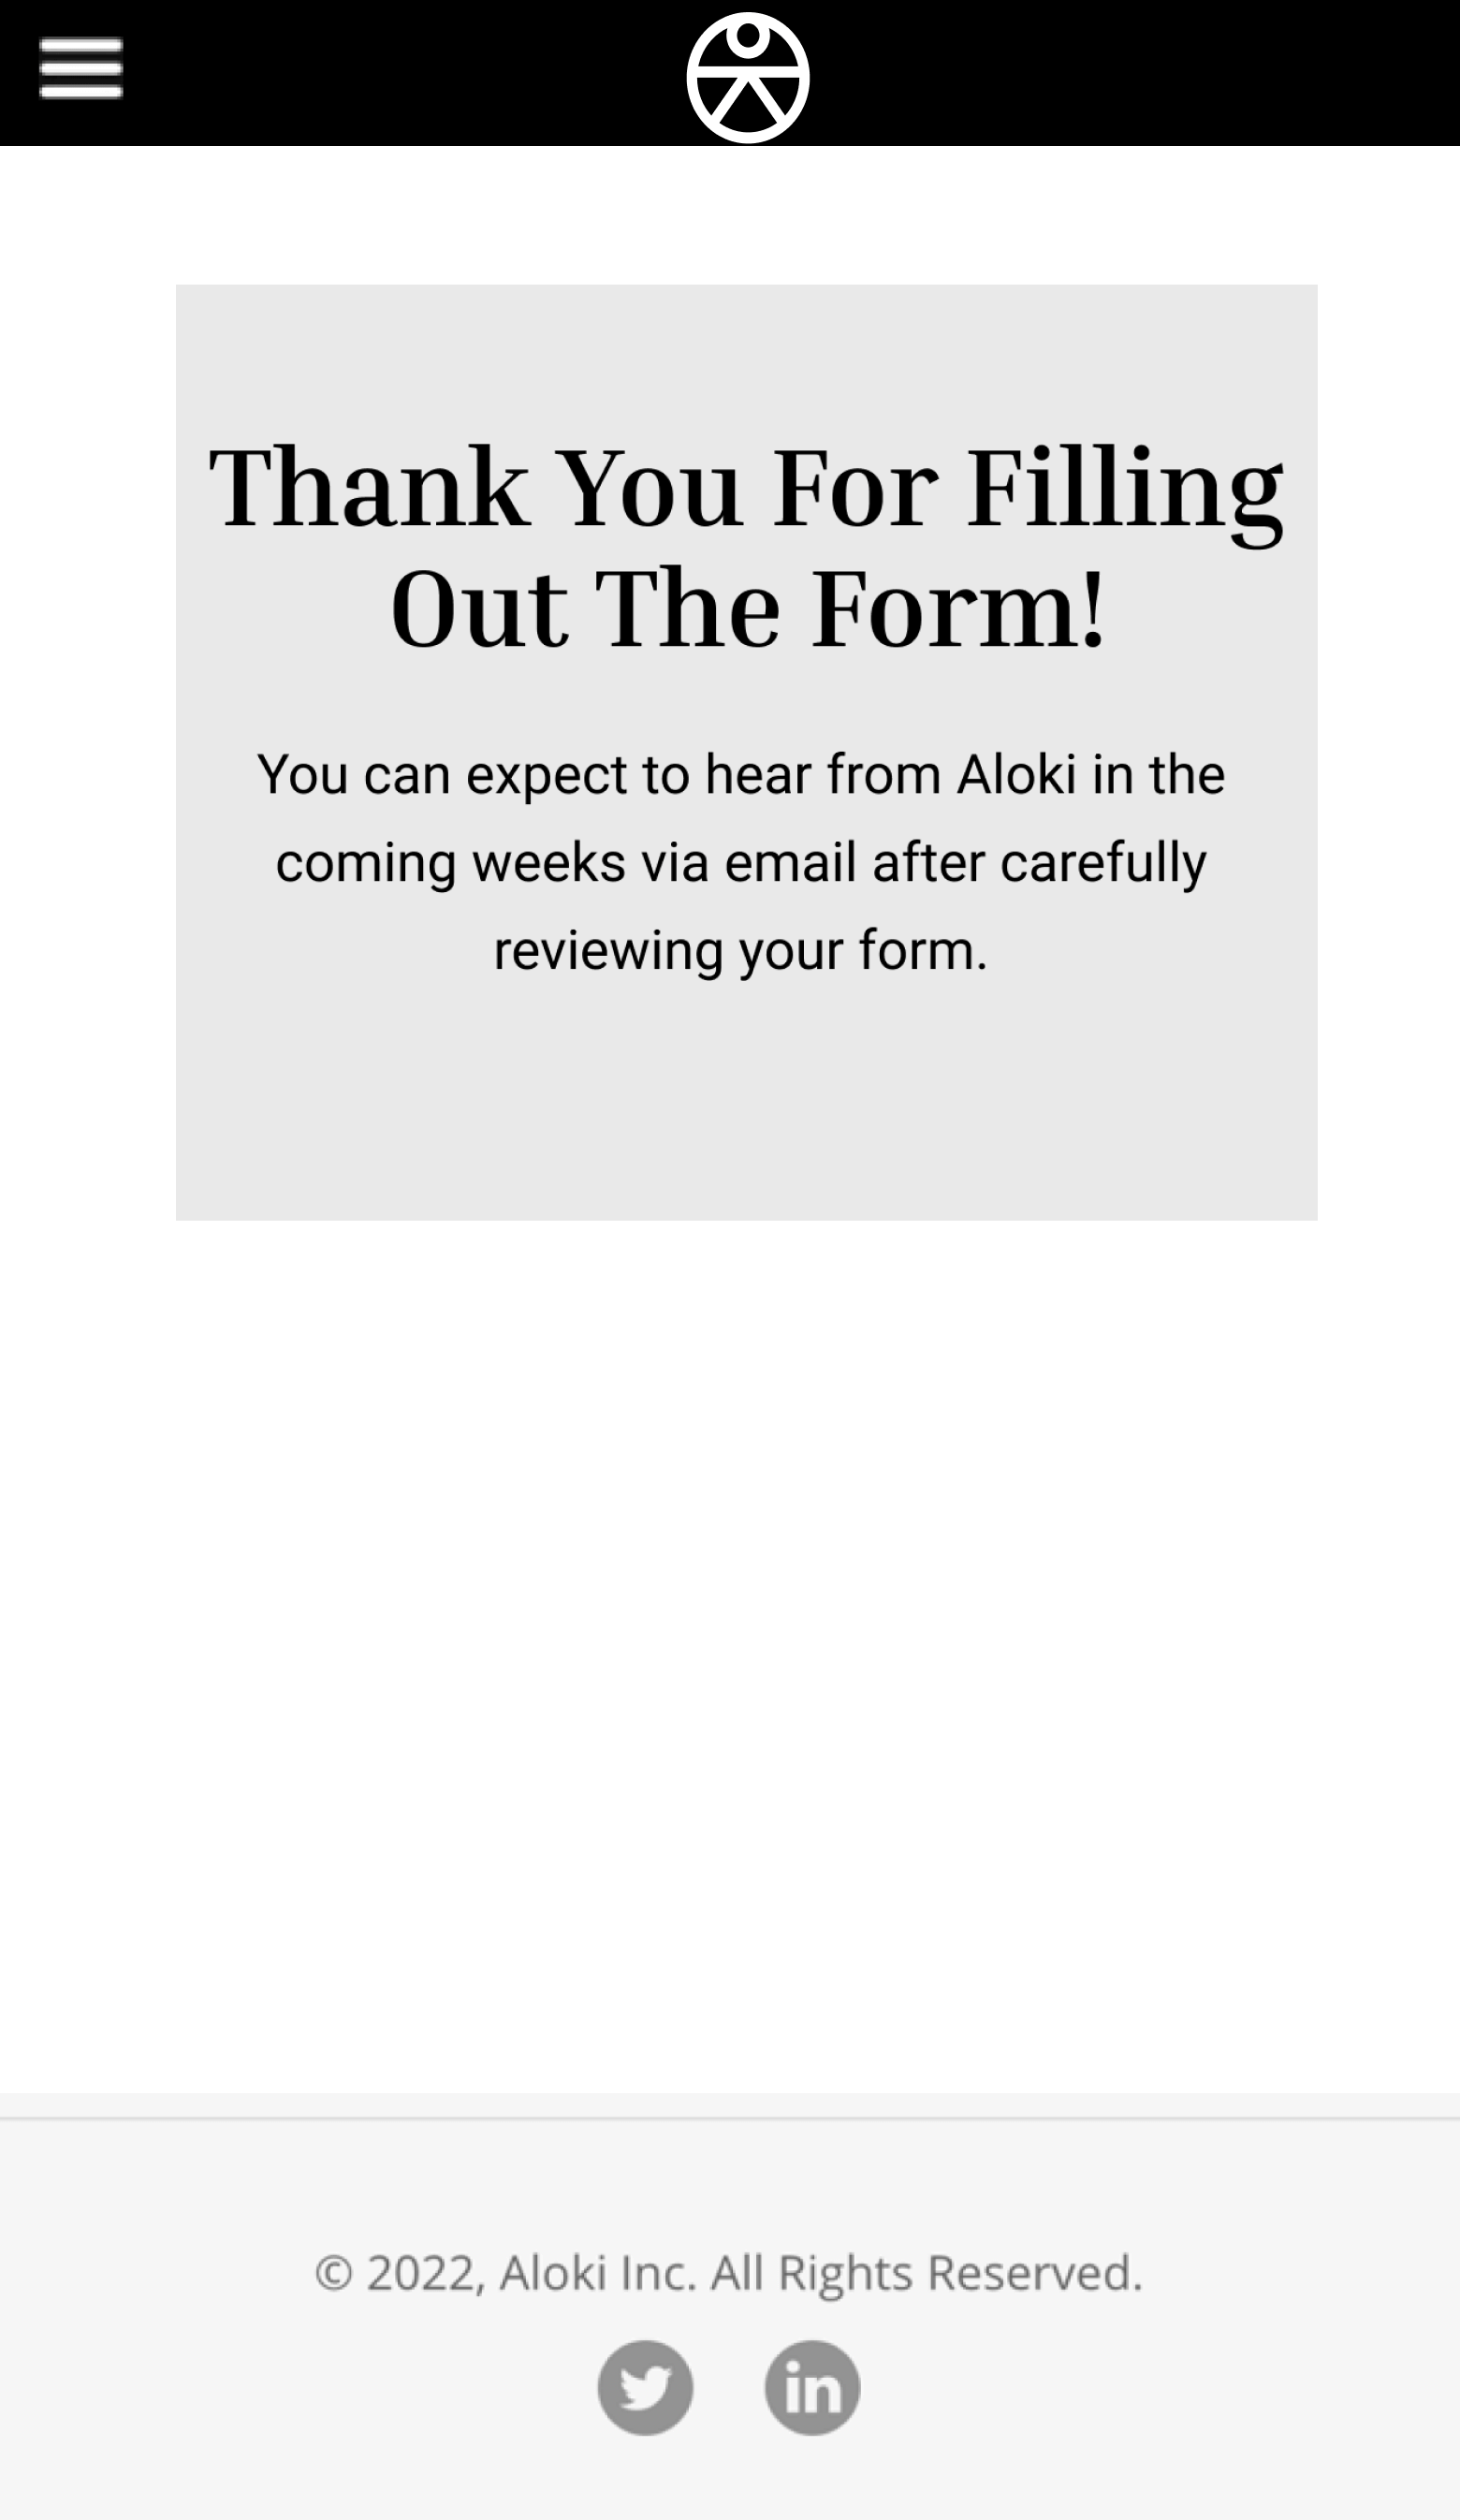 Thank You For Filling
Out The Form!
You can expect to hear from Aloki in the
coming weeks via email after carefully
reviewing your form.
© 2022, Aloki Inc. All Rights Reserved.
in